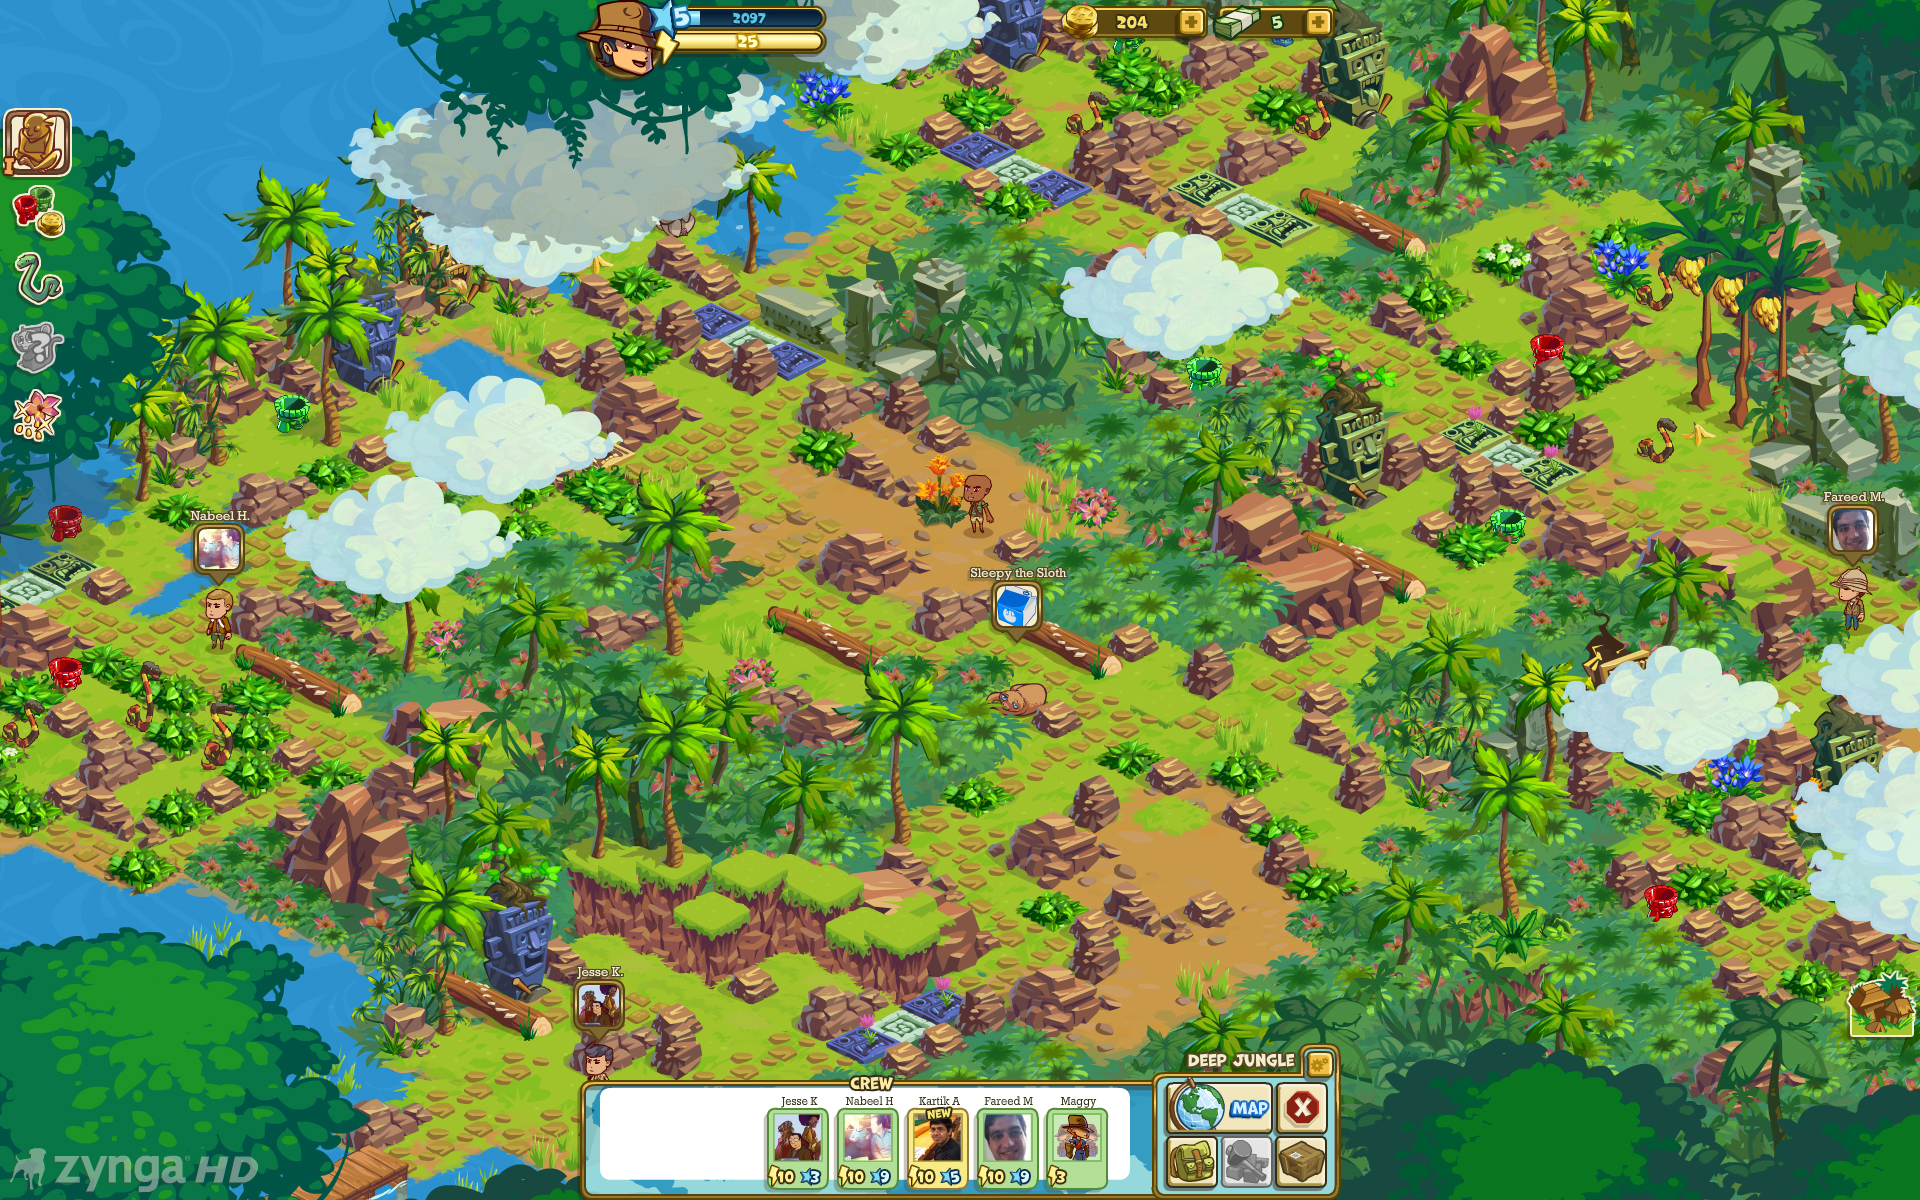 5 2097
25
204
5
Nabeel H.
Fareed M.
Sleepy the Sloth
Jesse K.
DEEP JUNGLE
CREW
MAP
Jesse K
Nabeel H
Kartik A
Fareed M
Maggy
NEW
10 3
10 9
10 5
10 9
3
zynga HD